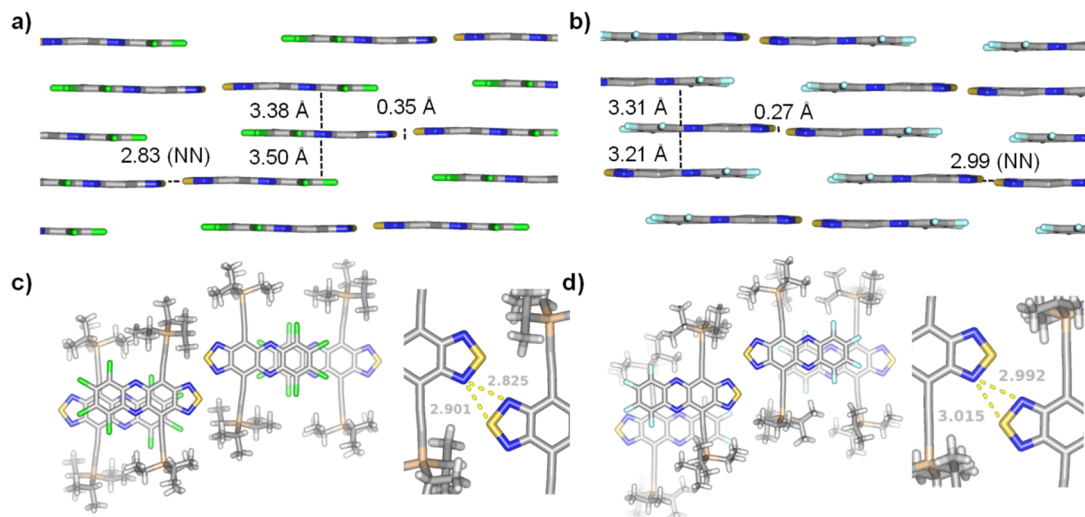 a)
3.38 Å
0.35 Å
3.50 Å
2.83 (NN)
b)
3.31 Å
0.27 Å
3.21 Å
2.99 (NN)
c)
2.825
2.901
d)
2.992
3.015